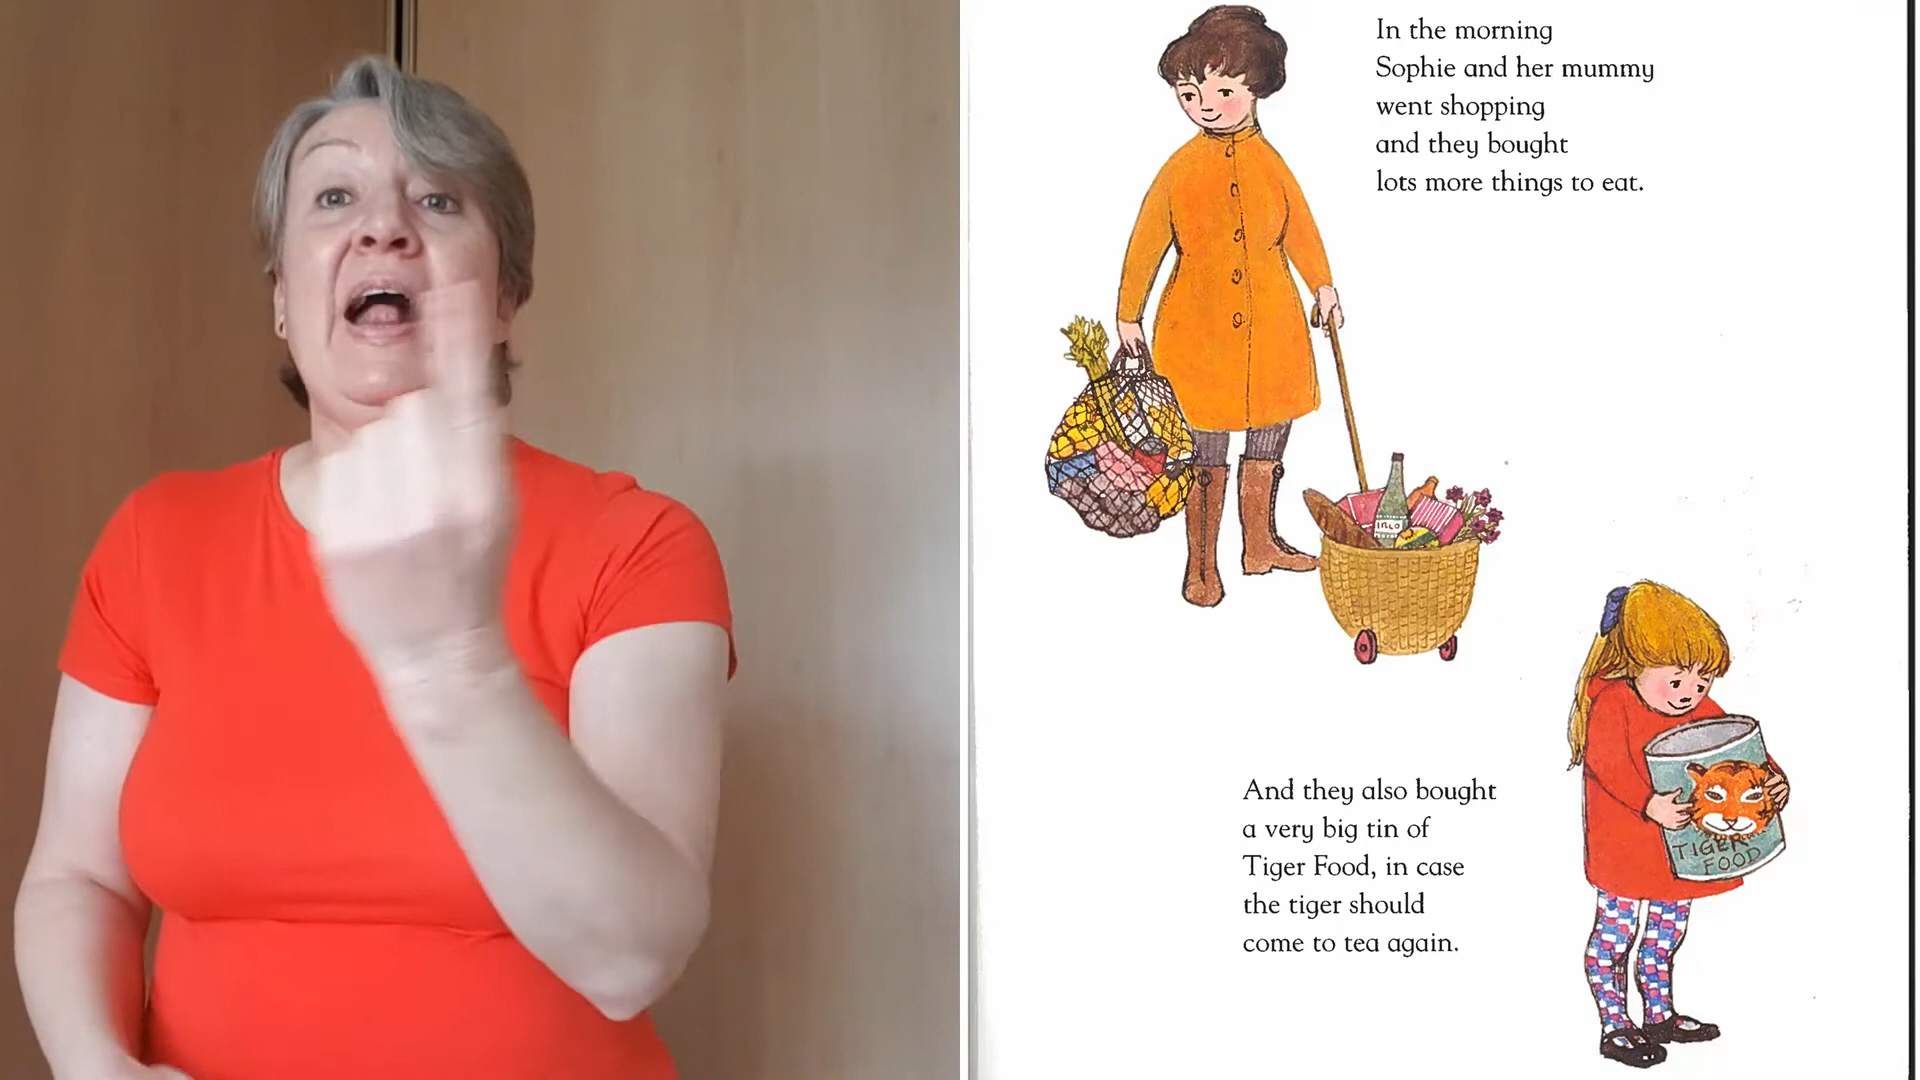 In the morning
Sophie and her mummy
went shopping
and they bought
lots more things to eat.
And they also bought
a very big tin of
Tiger Food, in case
the tiger should
come to tea again.
TIGER
FOOD